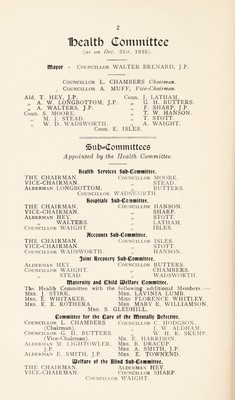 2
Health Committee
(as on Dec. 31st, 1935).
Mayor - COUNCILLOR WALTER BRENARD, J.P.
COUNCILLOR L. CHAMBERS Chairman.
COUNCILLOR A. MUFF, Vice-Chairman.
Ald. T. HEY, J.P. Coun. J. LATHAM.
„ A. W. LONGBOTTOM, J.P. „ G. H. BUTTERS.
„ A. WALTERS, J.P. „ F. SHARP, J.P.
Coun. S. MOORE. „ T. W. HANSON.
„ M. J. STEAD. „ T. STOTT.
„ W. D. WADSWORTH. „ A. WAIGHT.
Coun. E. ISLES.
Sub-Committees
Appointed by the Health Committee.
Health Services Sub-Committee.
THE CHAIRMAN. COUNCILLOR MOORE.
VICE-CHAIRMAN. „ STEAD.
ALDERMAN LONGBOTTOM. „ BUTTERS.
COUNCILLOR WADSWORTH
Hospitals Sub-Committee.
THE CHAIRMAN. COUNCILLOR HANSON.
VICE-CHAIRMAN. „ SHARP.
ALDERMAN HEY „ STOTT.
„ WALTERS. „ LATHAM.
COUNCILLOR WAIGHT „ ISLES.
Accounts Sub-Committee.
THE CHAIRMAN. COUNCILLOR ISLES.
VICE-CHAIRMAN. „ STOTT.
COUNCILLOR WADSWORTH. „ HANSON.
Joint Recovery Sub-Committee.
ALDERMAN HEY. COUNCILLOR BUTTERS.
COUNCILLOR WAIGHT. „ CHAMBERS.
„ STEAD. „ WADSWORTH.
Maternity and Child Welfare Committee.
The Health Committee with the following additional Members :—
MRS. J. STIRK. MRS. LAVINIA LUMB.
MRS. E. WHITAKER. MISS FLORENCE WHITLEY
MRS. E. E. ROTHERA. MRS. MARY E. WILLIAMSON.
MRS. S. GLEDHILL.
Committee for the Care of the Mentally Defective.
COUNCILLOR L. CHAMBERS COUNCILLOR C. HODGSON
(Chairman). „ J. W. ALDHAM.
COUNCILLOR G. H. BUTTERS. „ W. H. R. SKEMP
(Vice-Chairman). MR. E. HARRISON.
ALDERMAN M. LIGHTOWLER, MRS. B. DRACUP.
J.P. MRS. A. SMITH, J.P.
ALDERMAN E. SMITH, J.P. MRS. E. TOWNEND.
Welfare of the Blind Sub-Committee.
THE CHAIRMAN. ALDERMAN HEY.
VICE-CHAIRMAN. COUNCILLOR SHARP.
COUNCILLOR WAIGHT.